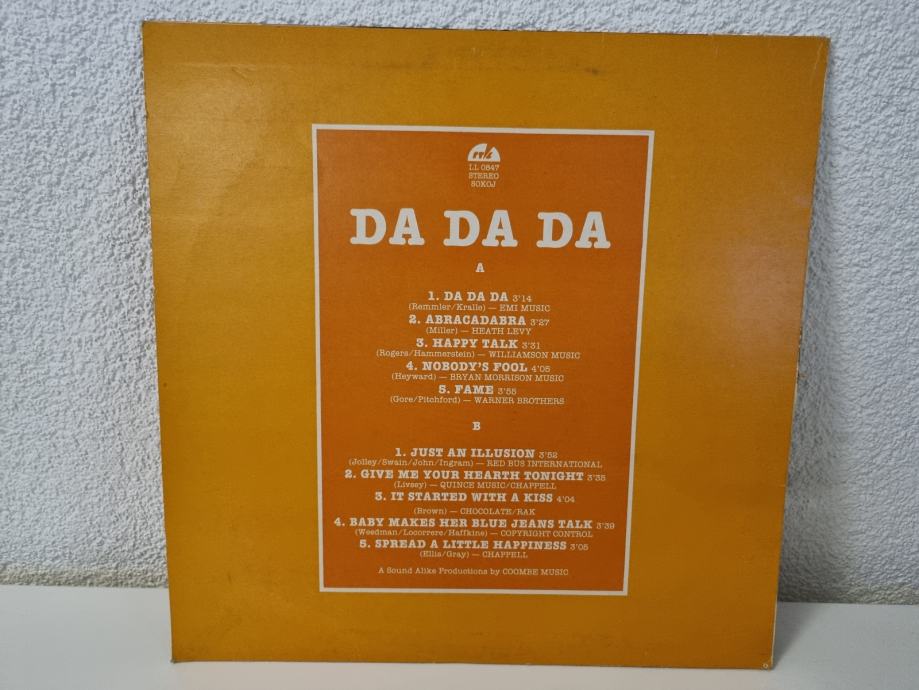 rvk
LL 0847
STEREO
SOKOJ
DA DA DA
A
1. DA DA DA 3'14
(Remmler/Kralle) — EMI MUSIC
2. ABRACADABRA 3'27
(Miller) — HEATH LEVY
3. HAPPY TALK 3'31
(Rogers/Hammerstein) — WILLIAMSON MUSIC
4. NOBODY'S FOOL 4'05
(Heyward) — BRYAN MORRISON MUSIC
5. FAME 3'55
(Gore/Pitchford) — WARNER BROTHERS
B
1. JUST AN ILLUSION 3'52
(Jolley/Swain/John/Ingram) — RED BUS INTERNATIONAL
2. GIVE ME YOUR HEARTH TONIGHT 3'35
(Livsey) — QUINCE MUSIC/CHAPPELL
3. IT STARTED WITH A KISS 4'04
(Brown) — CHOCOLATE/RAK
4. BABY MAKES HER BLUE JEANS TALK 3'39
(Weedman/Locorrere/Haffkine) — COPYRIGHT CONTROL
5. SPREAD A LITTLE HAPPINESS 3'05
(Ellis/Gray) — CHAPPELL
A Sound Alike Productions by COOMBE MUSIC